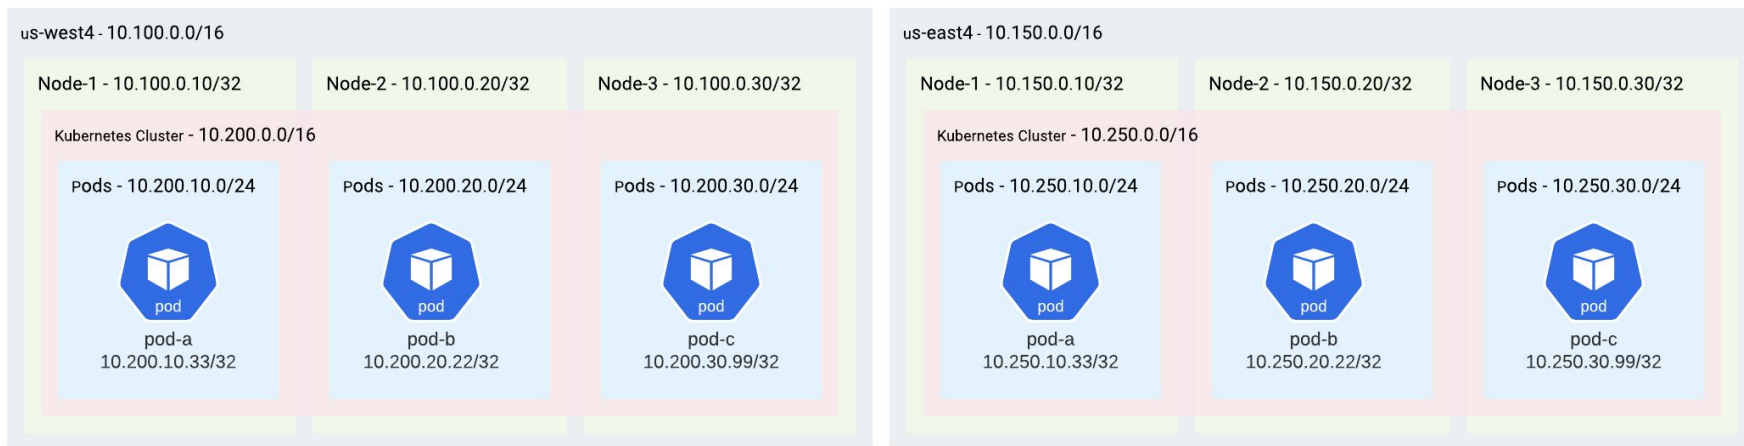 us-west4 - 10.100.0.0/16
Node-1 - 10.100.0.10/32
Node-2 - 10.100.0.20/32
Node-3 - 10.100.0.30/32
Kubernetes Cluster - 10.200.0.0/16
Pods - 10.200.10.0/24
Pods - 10.200.20.0/24
Pods - 10.200.30.0/24
pod
pod
pod
pod-a
10.200.10.33/32
pod-b
10.200.20.22/32
pod-c
10.200.30.99/32
us-east4 - 10.150.0.0/16
Node-1 - 10.150.0.10/32
Node-2 - 10.150.0.20/32
Node-3 - 10.150.0.30/32
Kubernetes Cluster - 10.250.0.0/16
Pods - 10.250.10.0/24
Pods - 10.250.20.0/24
Pods - 10.250.30.0/24
pod
pod
pod
pod-a
10.250.10.33/32
pod-b
10.250.20.22/32
pod-c
10.250.30.99/32